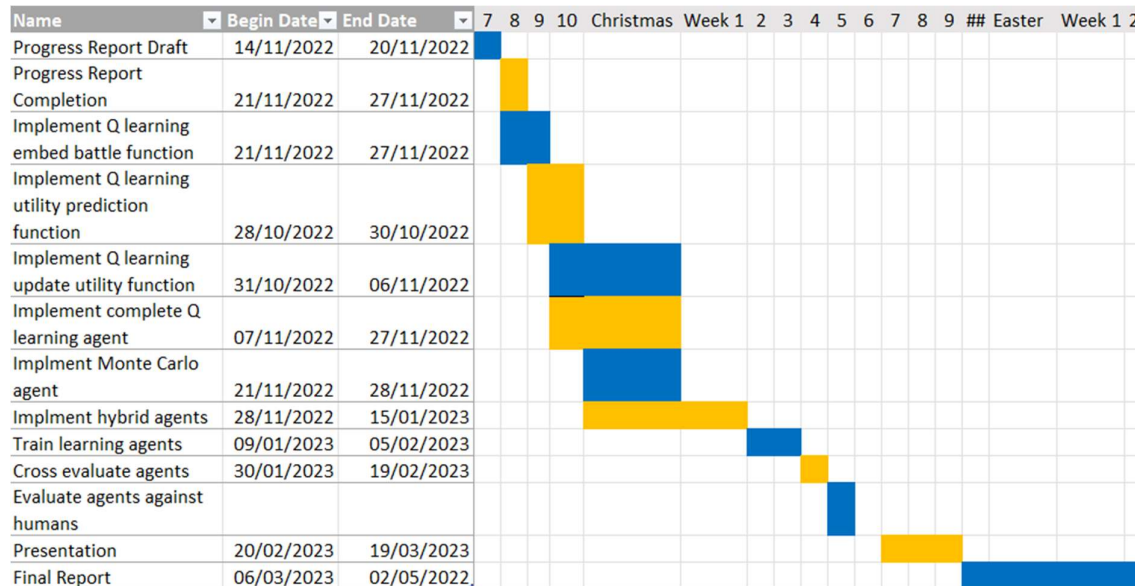 Name Begin Date End Date 7 8 9 10 Christmas Week 1 2 3 4 5 6 7 8 9 ## Easter Week 1 2
Progress Report Draft 14/11/2022 20/11/2022
Progress Report
Completion 21/11/2022 27/11/2022
Implement Q learning
embed battle function 21/11/2022 27/11/2022
Implement Q learning
utility prediction
function 28/10/2022 30/10/2022
Implement Q learning
update utility function 31/10/2022 06/11/2022
Implement complete Q
learning agent 07/11/2022 27/11/2022
Implment Monte Carlo
agent 21/11/2022 28/11/2022
Implment hybrid agents 28/11/2022 15/01/2023
Train learning agents 09/01/2023 05/02/2023
Cross evaluate agents 30/01/2023 19/02/2023
Evaluate agents against
humans
Presentation 20/02/2023 19/03/2023
Final Report 06/03/2023 02/05/2022